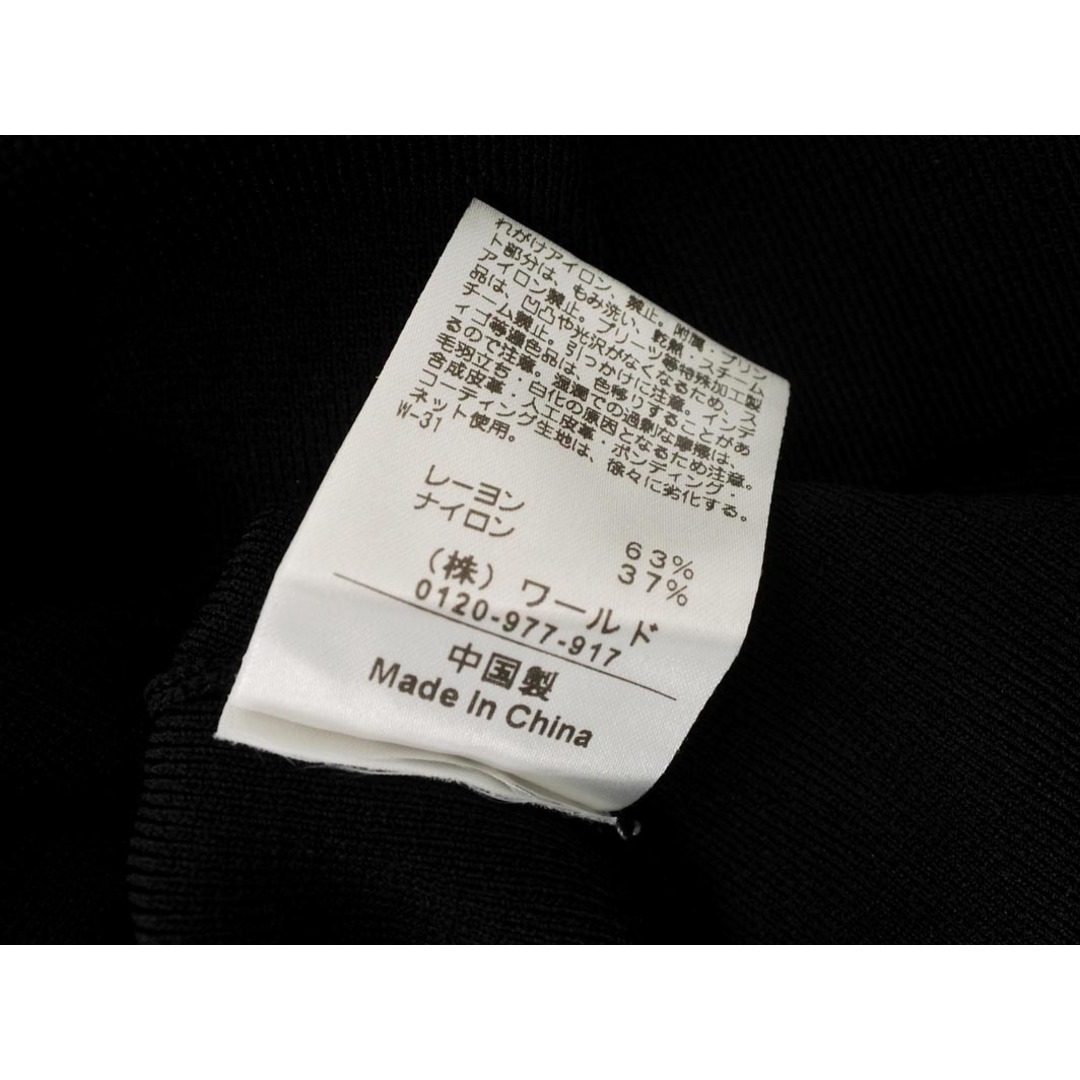 れがけアイロン、禁止。附属・プリン
ト部分は、もみ洗い、乾熱・スチーム
アイロン禁止。プリーツ等特殊加工製
品は、凹凸や光沢がなくなるため、ス
チーム禁止。引っかけに注意。インデ
ィゴ等濃色品は、色移りすることがあ
るので注意。湿潤での過剰な摩擦は、
毛羽立ち・白化の原因となるため注意。
合成皮革・人工皮革・ボンディング・
コーティング生地は、徐々に劣化する。
ネット使用。
W-31
レーヨン 63%
ナイロン 37%
(株) ワールド
0120-977-917
中国製
Made In China